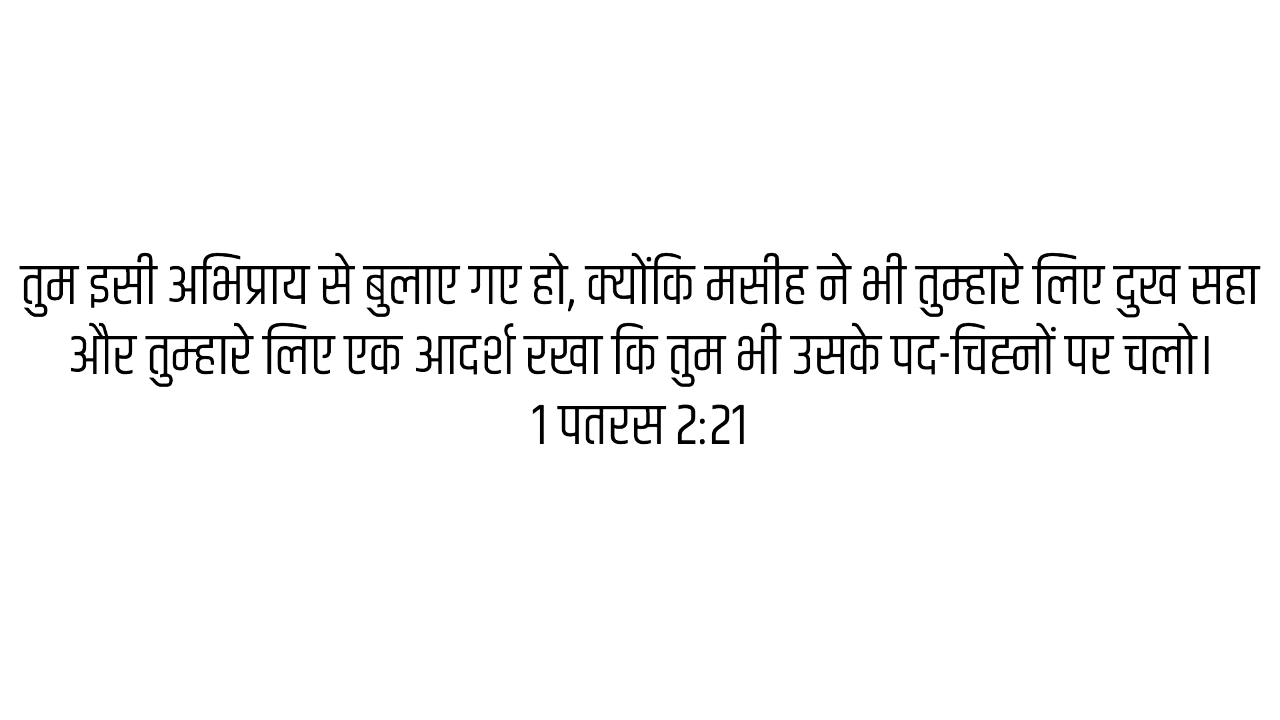 तुम इसी अभिप्राय से बुलाए गए हो, क्योंकि मसीह ने भी तुम्हारे लिए दुख सहा
और तुम्हारे लिए एक आदर्श रखा कि तुम भी उसके पद-चिह्नों पर चलो।
1 पतरस 2:21